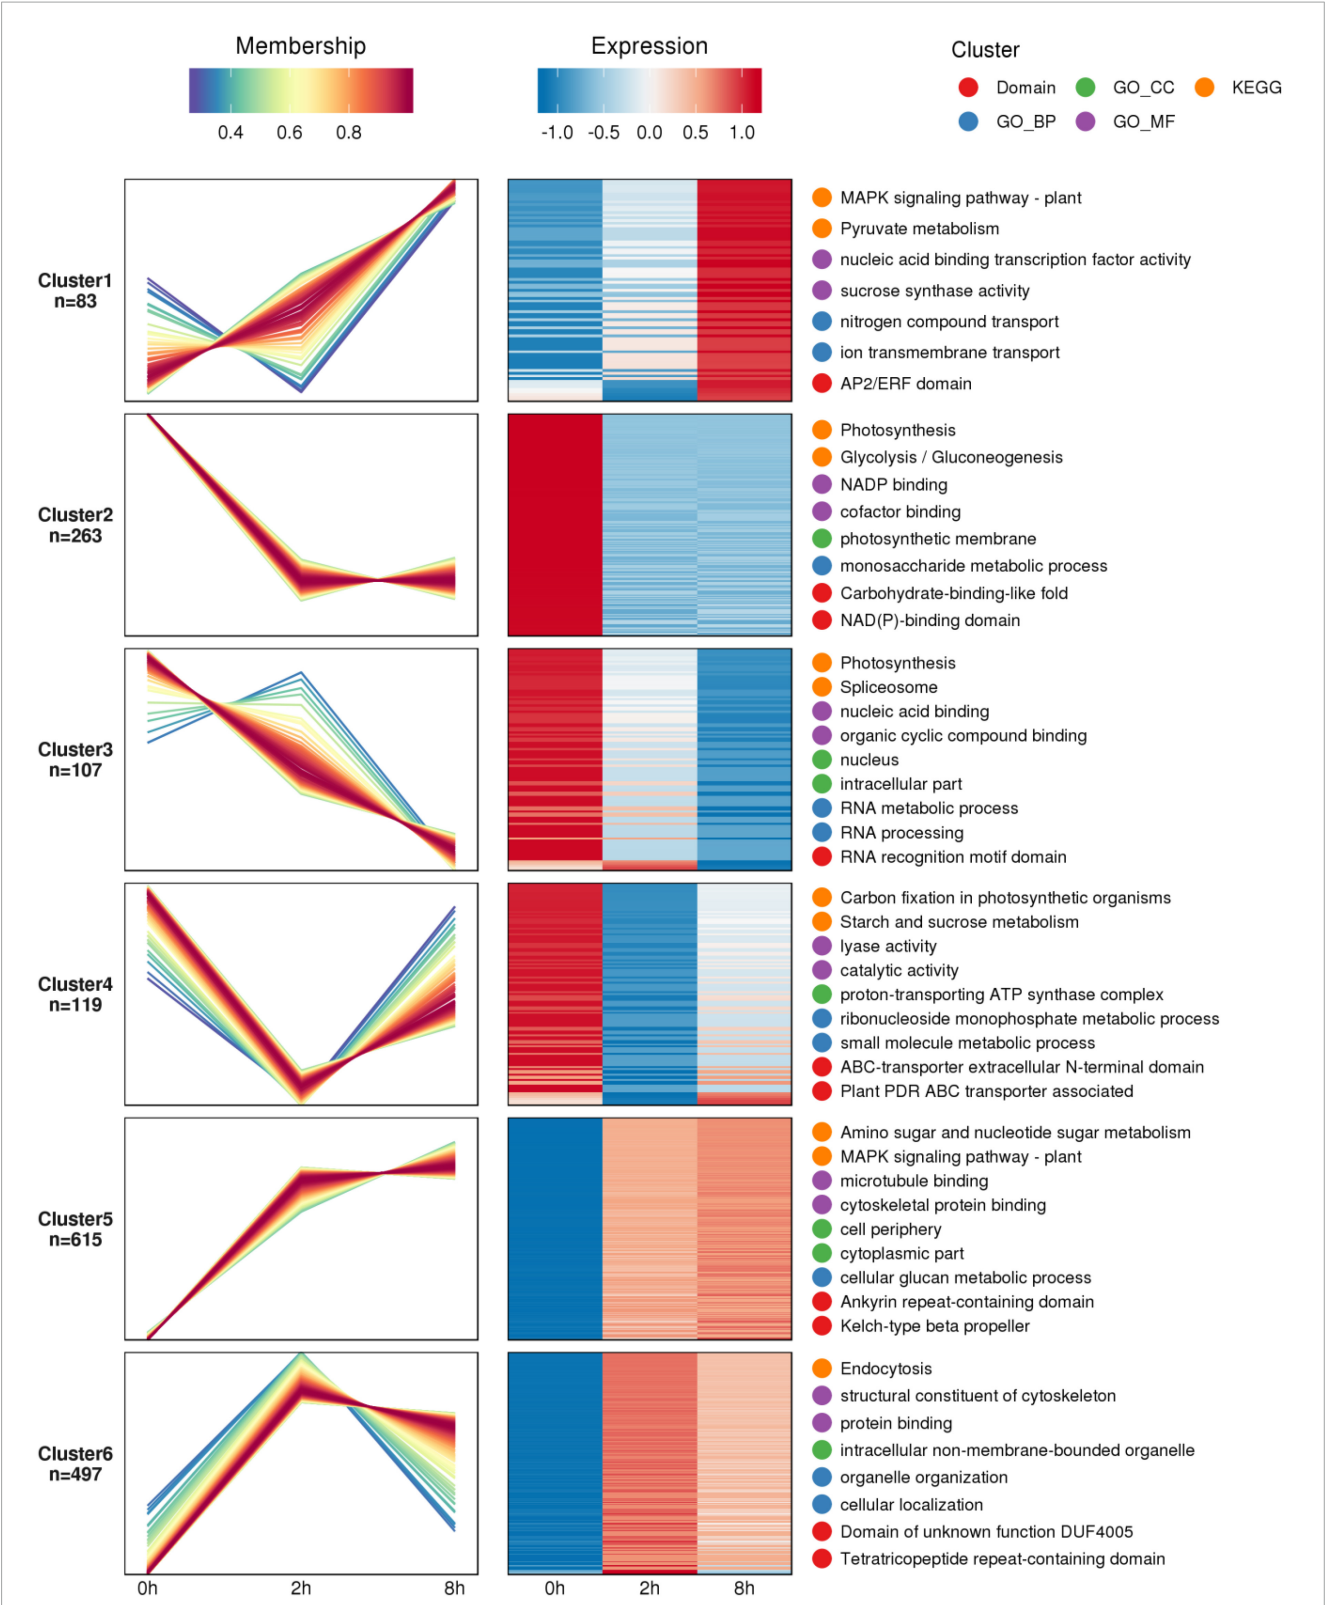 Membership
0.4 0.6 0.8
Expression
-1.0 -0.5 0.0 0.5 1.0
Cluster
Domain GO_CC KEGG
GO_BP GO_MF
Cluster1
n=83
MAPK signaling pathway - plant
Pyruvate metabolism
nucleic acid binding transcription factor activity
sucrose synthase activity
nitrogen compound transport
ion transmembrane transport
AP2/ERF domain
Cluster2
n=263
Photosynthesis
Glycolysis / Gluconeogenesis
NADP binding
cofactor binding
photosynthetic membrane
monosaccharide metabolic process
Carbohydrate-binding-like fold
NAD(P)-binding domain
Cluster3
n=107
Photosynthesis
Spliceosome
nucleic acid binding
organic cyclic compound binding
nucleus
intracellular part
RNA metabolic process
RNA processing
RNA recognition motif domain
Cluster4
n=119
Carbon fixation in photosynthetic organisms
Starch and sucrose metabolism
lyase activity
catalytic activity
proton-transporting ATP synthase complex
ribonucleoside monophosphate metabolic process
small molecule metabolic process
ABC-transporter extracellular N-terminal domain
Plant PDR ABC transporter associated
Cluster5
n=615
Amino sugar and nucleotide sugar metabolism
MAPK signaling pathway - plant
microtubule binding
cytoskeletal protein binding
cell periphery
cytoplasmic part
cellular glucan metabolic process
Ankyrin repeat-containing domain
Kelch-type beta propeller
Cluster6
n=497
Endocytosis
structural constituent of cytoskeleton
protein binding
intracellular non-membrane-bounded organelle
organelle organization
cellular localization
Domain of unknown function DUF4005
Tetratricopeptide repeat-containing domain
0h 2h 8h
0h 2h 8h